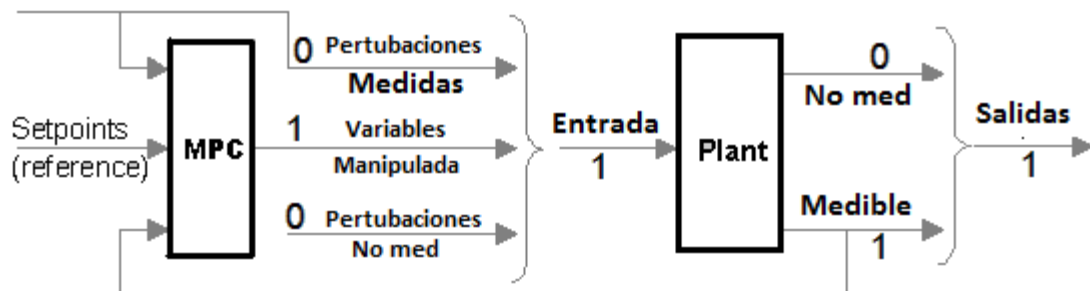 0 Pertubaciones
Medidas
Setpoints
(reference)
MPC
1 Variables
Manipulada
0 Pertubaciones
No med
Entrada
1
Plant
0
No med
Medible
1
Salidas
1